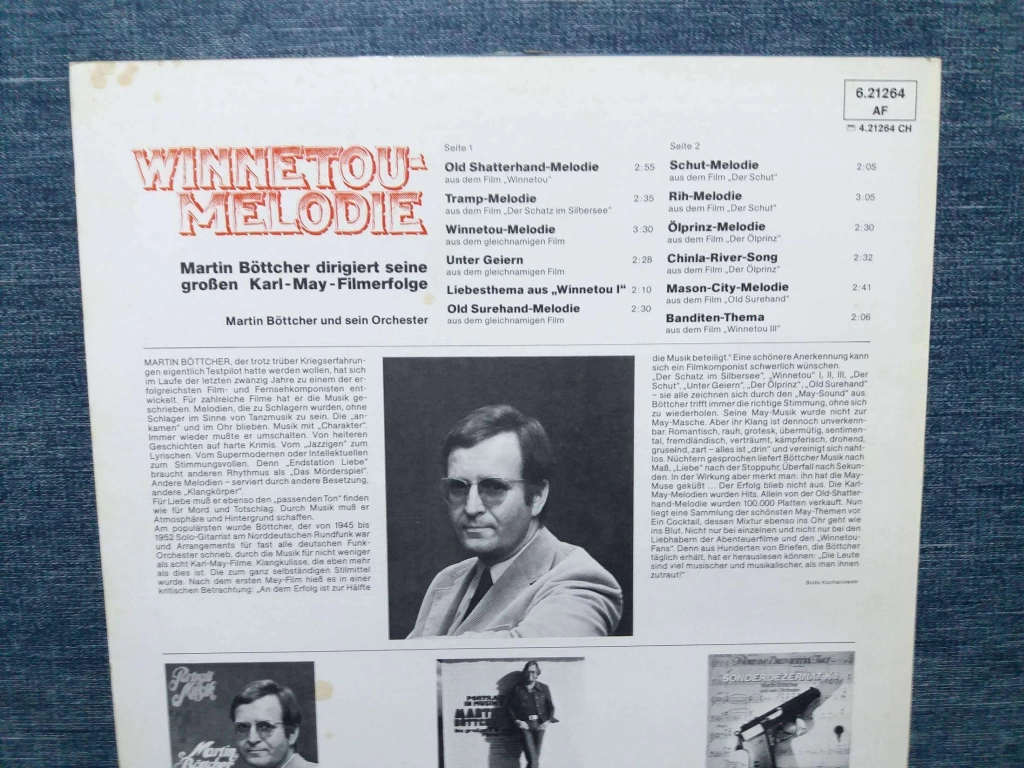 6.21264
AF
4.21264 CH
WINNETOU-
MELODIE
Martin Böttcher dirigiert seine
großen Karl-May-Filmerfolge
Martin Böttcher und sein Orchester
Seite 1
Old Shatterhand-Melodie 2:55
aus dem Film „Winnetou"
Tramp-Melodie 2:35
aus dem Film „Der Schatz im Silbersee"
Winnetou-Melodie 3:30
aus dem gleichnamigen Film
Unter Geiern 2:28
aus dem gleichnamigen Film
Liebesthema aus „Winnetou I" 2:10
Old Surehand-Melodie 2:30
aus dem gleichnamigen Film
Seite 2
Schut-Melodie 2:05
aus dem Film „Der Schut"
Rih-Melodie 3:05
aus dem Film „Der Schut"
Ölprinz-Melodie 2:30
aus dem Film „Der Ölprinz"
Chinla-River-Song 2:32
aus dem Film „Der Ölprinz"
Mason-City-Melodie 2:41
aus dem Film „Old Surehand"
Banditen-Thema 2:06
aus dem Film „Winnetou III"
MARTIN BÖTTCHER, der trotz trüber Kriegserfahrun-
gen eigentlich Testpilot hatte werden wollen, hat sich
im Laufe der letzten zwanzig Jahre zu einem der er-
folgreichsten Film- und Fernsehkomponisten ent-
wickelt. Für zahlreiche Filme hat er die Musik ge-
schrieben. Melodien, die zu Schlagern wurden, ohne
Schlager im Sinne von Tanzmusik zu sein. Die „an-
kamen" und im Ohr blieben. Musik mit „Charakter".
Immer wieder mußte er umschalten. Von heiteren
Geschichten auf harte Krimis. Vom „Jazzigen" zum
Lyrischen. Vom Supermodernen oder Intellektuellen
zum Stimmungsvollen. Denn „Endstation Liebe"
braucht anderen Rhythmus als „Das Mörderspiel".
Andere Melodien – serviert durch andere Besetzung,
andere „Klangkörper".
Für Liebe muß er ebenso den „passenden Ton" finden
wie für Mord und Totschlag. Durch Musik muß er
Atmosphäre und Hintergrund schaffen.
Am populärsten wurde Böttcher, der von 1945 bis
1952 Solo-Gitarrist am Norddeutschen Rundfunk war
und Arrangements für fast alle deutschen Funk-
Orchester schrieb, durch die Musik für nicht weniger
als acht Karl-May-Filme. Klangkulisse, die eben mehr
als dies ist. Die zum ganz selbständigen Stilmittel
wurde. Nach dem ersten May-Film hieß es in einer
kritischen Betrachtung: „An dem Erfolg ist zur Hälfte
die Musik beteiligt." Eine schönere Anerkennung kann
sich ein Filmkomponist schwerlich wünschen.
„Der Schatz im Silbersee", „Winnetou" I, II, III, „Der
Schut", „Unter Geiern", „Der Ölprinz", „Old Surehand"
– sie alle zeichnen sich durch den „May-Sound" aus.
Böttcher trifft immer die richtige Stimmung, ohne sich
zu wiederholen. Seine May-Musik wurde nicht zur
May-Masche. Aber ihr Klang ist dennoch unverkenn-
bar. Romantisch, rauh, grotesk, übermütig, sentimen-
tal, fremdländisch, verträumt, kämpferisch, drohend,
gruselnd, zart – alles ist „drin" und vereinigt sich naht-
los. Nüchtern gesprochen liefert Böttcher Musik nach
Maß, „Liebe" nach der Stoppuhr, Überfall nach Sekun-
den. In der Wirkung aber merkt man: ihn hat die May-
Muse geküßt ... Der Erfolg blieb nicht aus. Die Karl-
May-Melodien wurden Hits. Allein von der Old-Shatter-
hand-Melodie wurden 100.000 Platten verkauft. Nun
liegt eine Sammlung der schönsten May-Themen vor.
Ein Cocktail, dessen Mixtur ebenso ins Ohr geht wie
ins Blut. Nicht nur bei einzelnen und nicht nur bei den
Liebhabern der Abenteuerfilme und den „Winnetou-
Fans". Denn aus Hunderten von Briefen, die Böttcher
täglich erhält, hat er herauslesen können: „Die Leute
sind viel musischer und musikalischer, als man ihnen
zutraut!"
Portrait
in Musik
Martin
Böttcher
PORTRAIT
IN MUSIK
MARTIN
BÖTTCHER
SONDERDEZERNAT K1